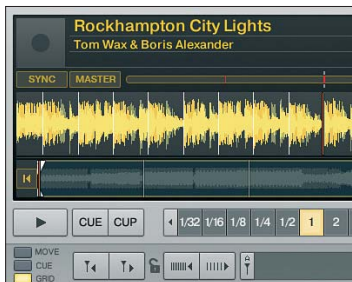 Rockhampton City Lights
Tom Wax & Boris Alexander
SYNC MASTER
CUE CUP 1/32 1/16 1/8 1/4 1/2 1 2
MOVE
CUE
GRID
A